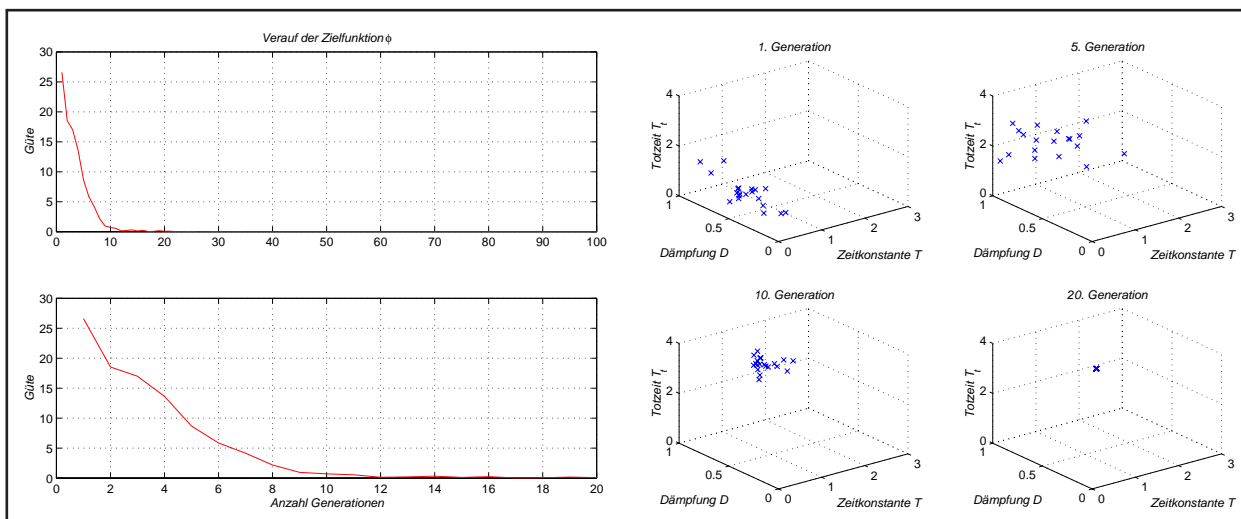 Verauf der Zielfunktion ϕ
30
25
20
15
10
5
0
Güte
0 10 20 30 40 50 60 70 80 90 100
30
25
20
15
10
5
0
Güte
0 2 4 6 8 10 12 14 16 18 20
Anzahl Generationen
1. Generation
4
2
0
Totzeit Tt
1
0.5
0
Dämpfung D
0
1
2
3
Zeitkonstante T
5. Generation
4
2
0
Totzeit Tt
1
0.5
0
Dämpfung D
0
1
2
3
Zeitkonstante T
10. Generation
4
2
0
Totzeit Tt
1
0.5
0
Dämpfung D
0
1
2
3
Zeitkonstante T
20. Generation
4
2
0
Totzeit Tt
1
0.5
0
Dämpfung D
0
1
2
3
Zeitkonstante T